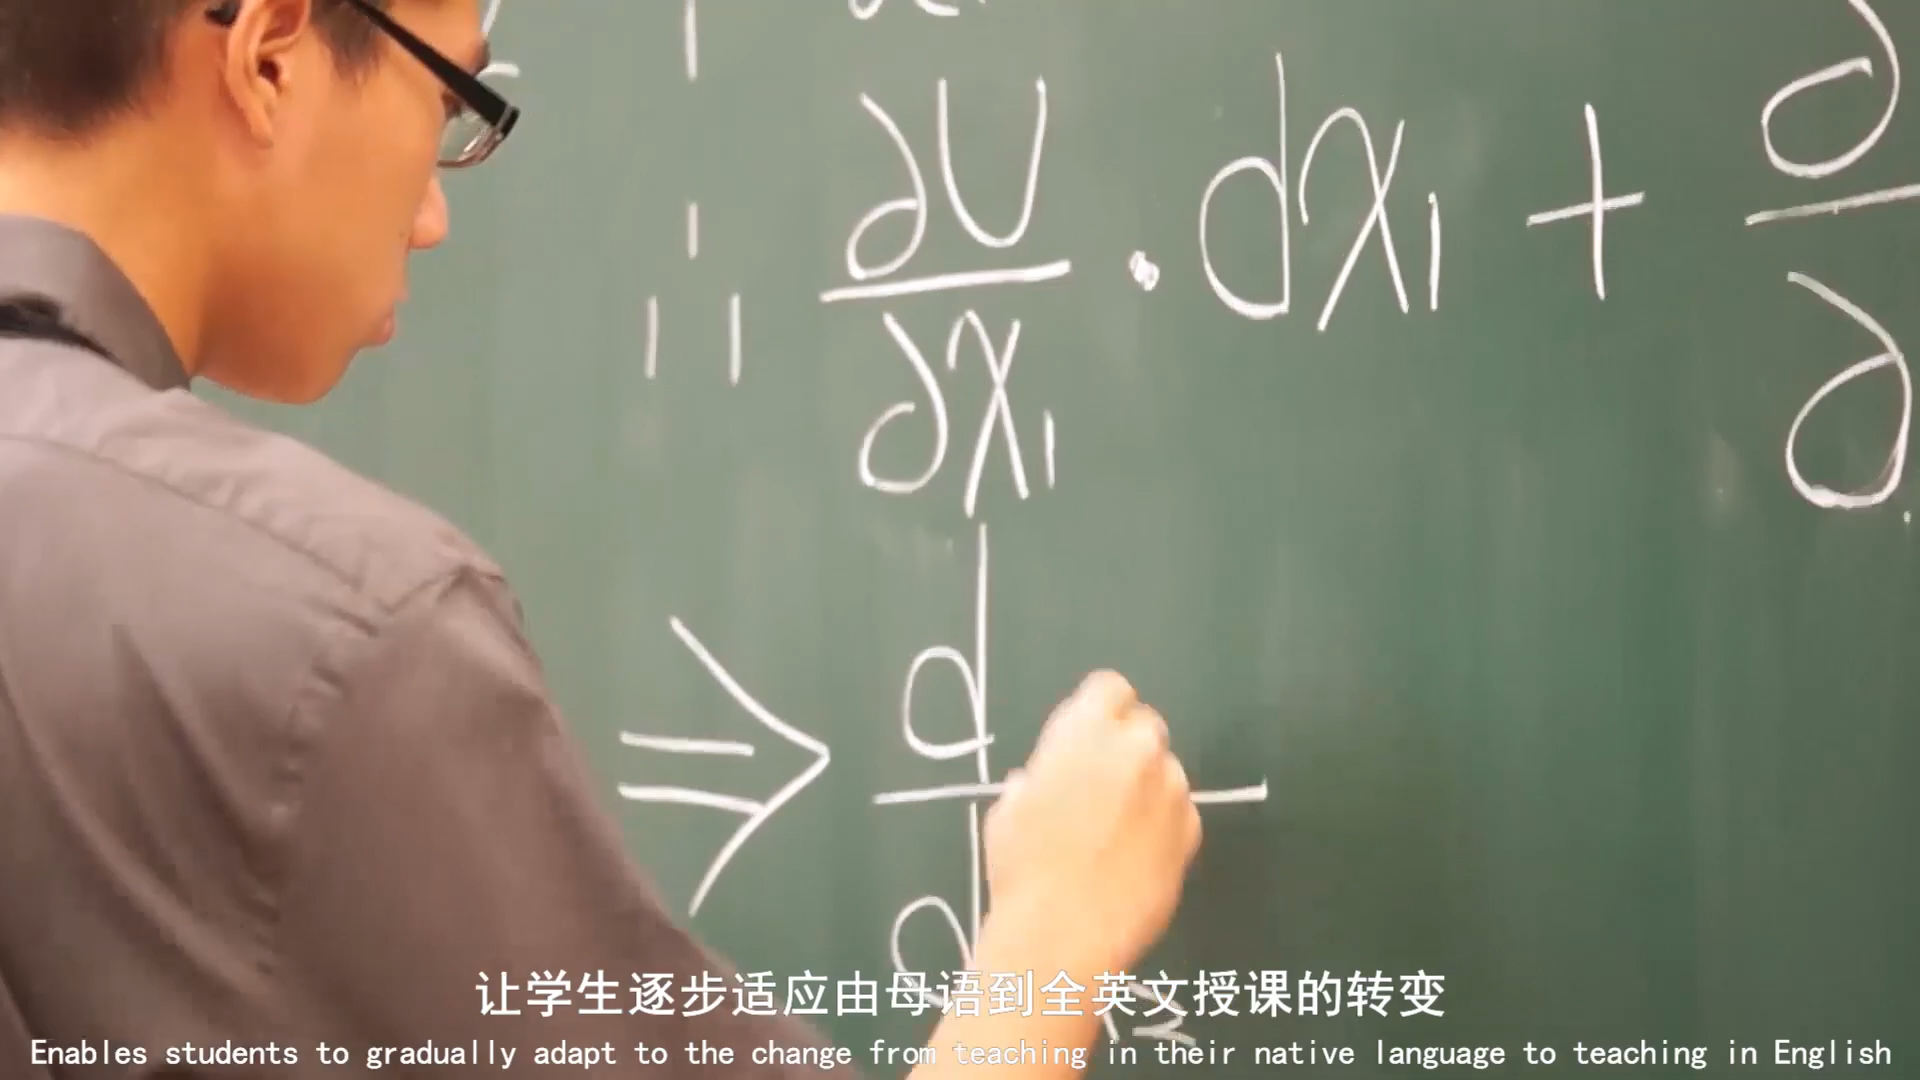 ∂U/∂x₁ · dx₁ + ∂/∂
⇒ d/d
让学生逐步适应由母语到全英文授课的转变
Enables students to gradually adapt to the change from teaching in their native language to teaching in English